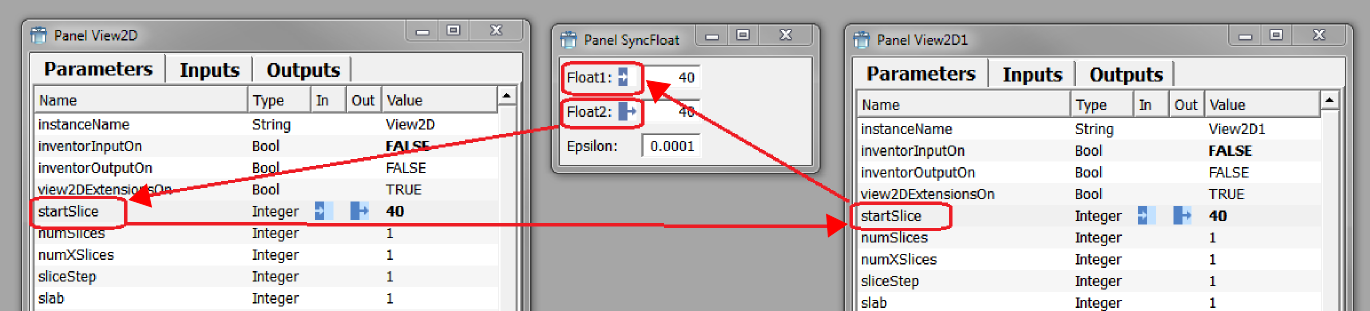 Panel View2D
Parameters Inputs Outputs
Name Type In Out Value
instanceName String View2D
inventorInputOn Bool FALSE
inventorOutputOn Bool FALSE
view2DExtensionsOn Bool TRUE
startSlice Integer 40
numSlices Integer 1
numXSlices Integer 1
sliceStep Integer 1
slab Integer 1
Panel SyncFloat
Float1: 40
Float2: 40
Epsilon: 0.0001
Panel View2D1
Parameters Inputs Outputs
Name Type In Out Value
instanceName String View2D1
inventorInputOn Bool FALSE
inventorOutputOn Bool FALSE
view2DExtensionsOn Bool TRUE
startSlice Integer 40
numSlices Integer 1
numXSlices Integer 1
sliceStep Integer 1
slab Integer 1